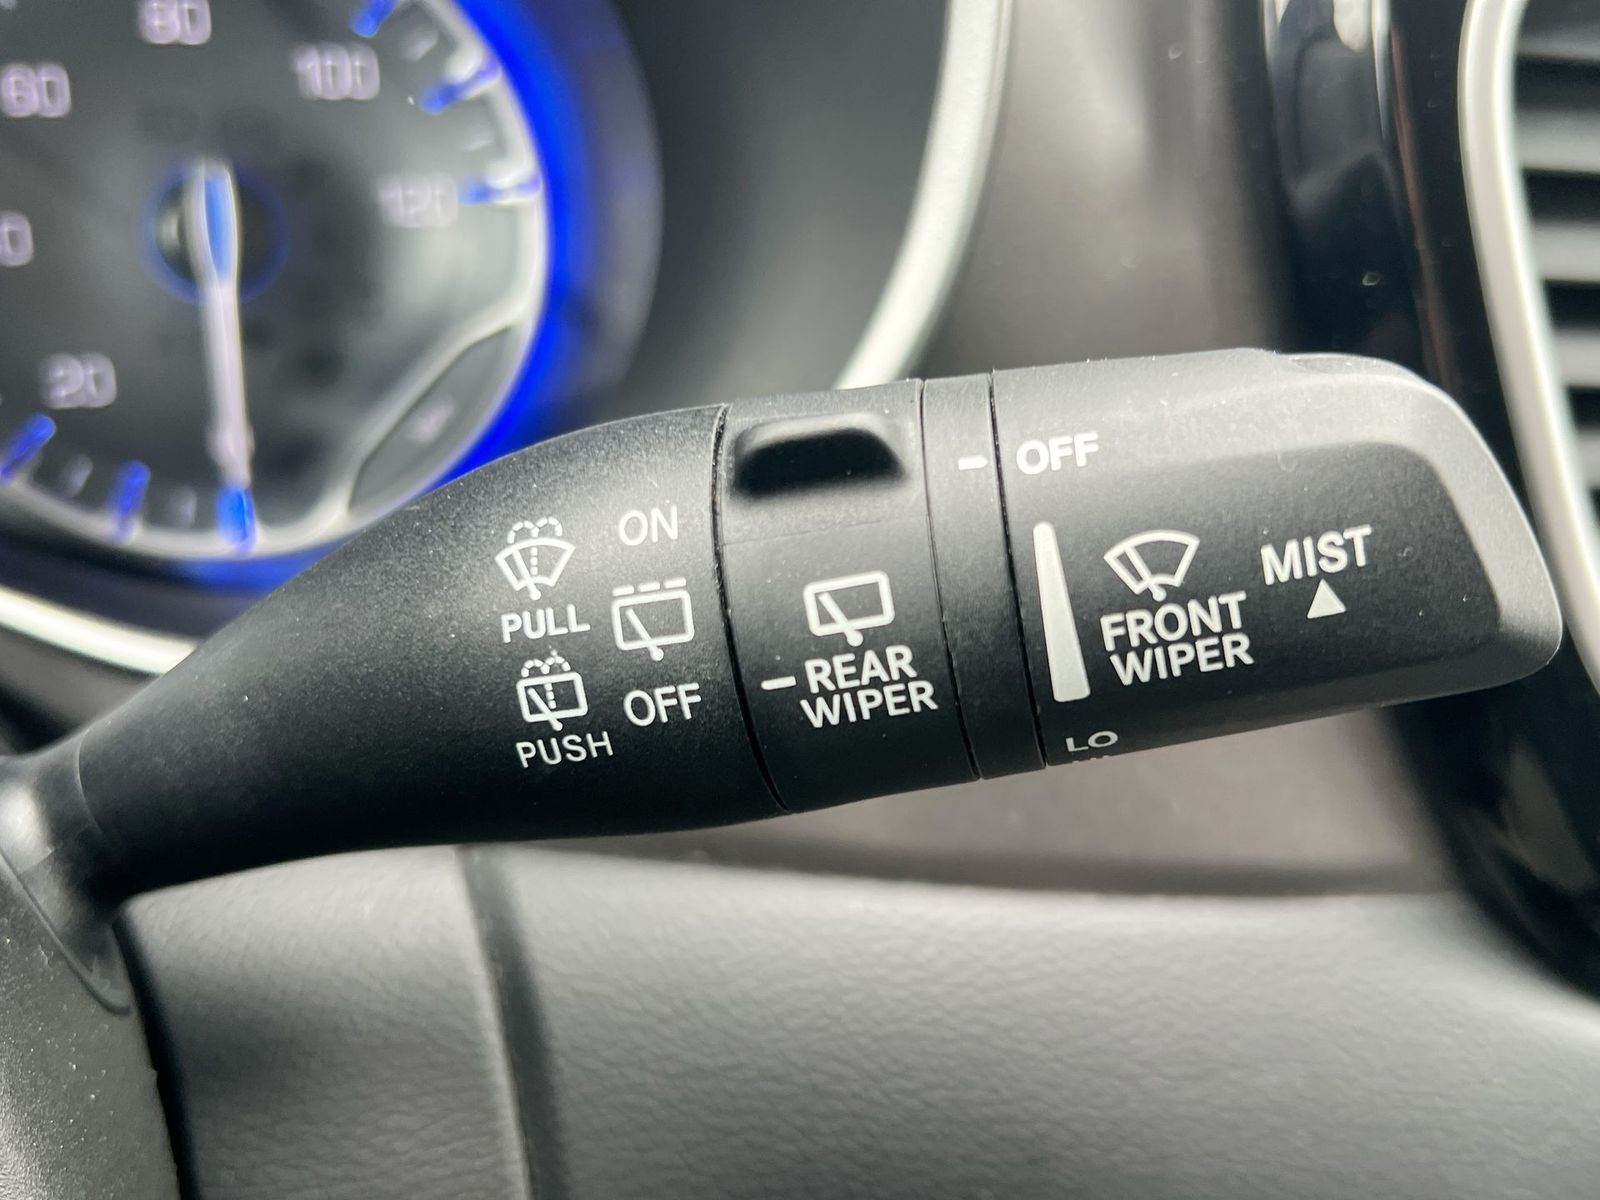 80
60
100
120
20
OFF
ON
MIST
PULL
FRONT
WIPER
REAR
WIPER
OFF
PUSH
LO